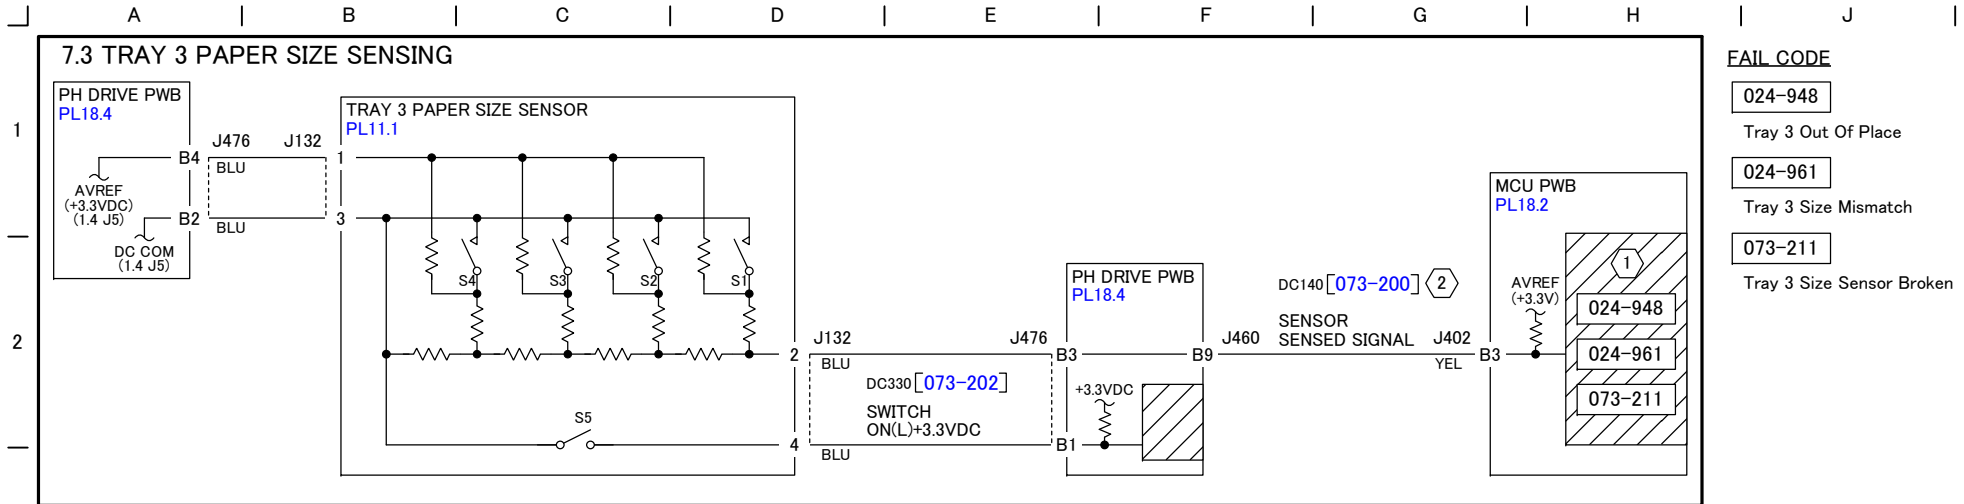 A B C D E F G H J
7.3 TRAY 3 PAPER SIZE SENSING
FAIL CODE
PH DRIVE PWB
PL18.4
1
J476 J132
B4
BLU
1
AVREF
(+3.3VDC)
(1.4 J5)
B2
BLU
3
DC COM
(1.4 J5)
TRAY 3 PAPER SIZE SENSOR
PL11.1
S4
S3
S2
S1
2
S5
4
J132
BLU
J476
B3
DC330[073-202]
SWITCH
ON(L)+3.3VDC
BLU
B1
PH DRIVE PWB
PL18.4
+3.3VDC
B9
J460
DC140[073-200] 2
SENSOR
SENSED SIGNAL
J402
YEL
B3
MCU PWB
PL18.2
AVREF
(+3.3V)
1
024-948
024-961
073-211
024-948
Tray 3 Out Of Place
024-961
Tray 3 Size Mismatch
073-211
Tray 3 Size Sensor Broken
2